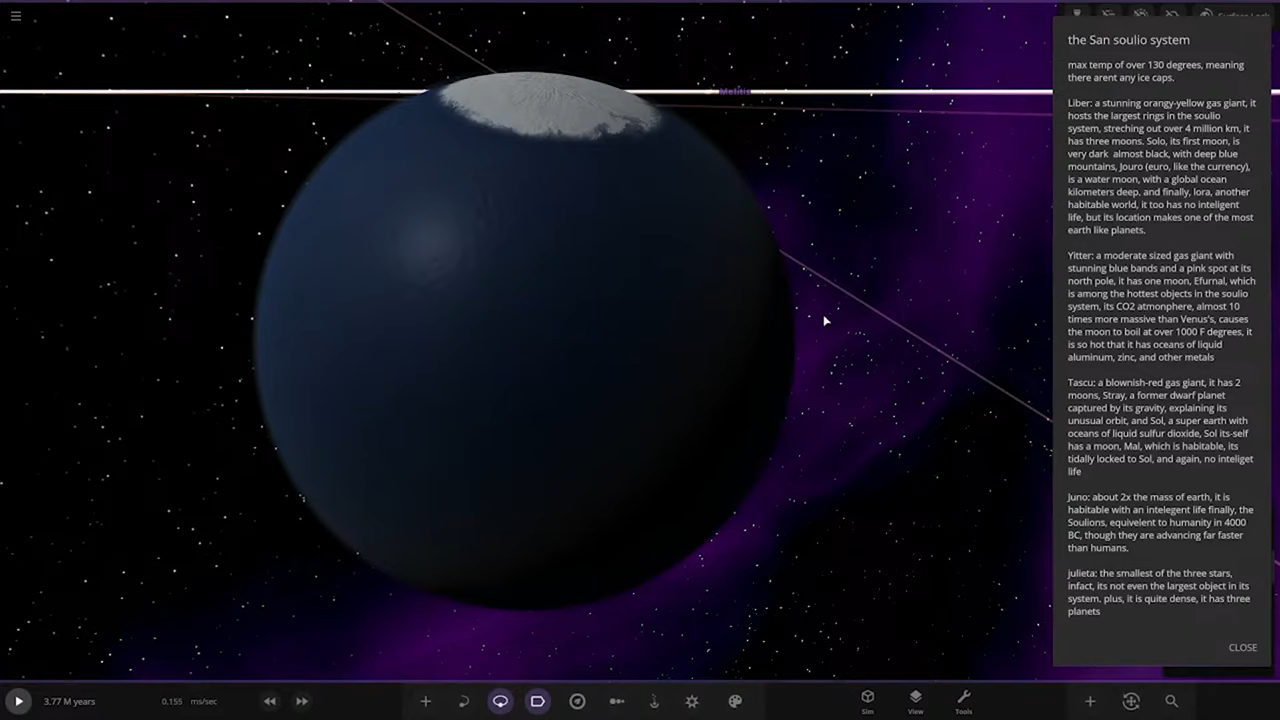 Surface Lock
the San soulio system
max temp of over 130 degrees, meaning
there arent any ice caps.
Liber: a stunning orangy-yellow gas giant, it
hosts the largest rings in the soulio
system, streching out over 4 million km, it
has three moons. Solo, its first moon, is
very dark almost black, with deep blue
mountains, Jouro (euro, like the currency),
is a water moon, with a global ocean
kilometers deep. and finally, lora, another
habitable world, it too has no inteligent
life, but its location makes one of the most
earth like planets.
Melitis
Yitter: a moderate sized gas giant with
stunning blue bands and a pink spot at its
north pole, it has one moon, Efurnal, which
is among the hottest objects in the soulio
system, its CO2 atmonphere, almost 10
times more massive than Venus's, causes
the moon to boil at over 1000 F degrees, it
is so hot that it has oceans of liquid
aluminum, zinc, and other metals
Tascu: a blownish-red gas giant, it has 2
moons, Stray, a former dwarf planet
captured by its gravity, explaining its
unusual orbit, and Sol, a super earth with
oceans of liquid sulfur dioxide, Sol its-self
has a moon, Mal, which is habitable, its
tidally locked to Sol, and again, no inteliget
life
Juno: about 2x the mass of earth, it is
habitable with an intelegent life finally, the
Soulions, equivelent to humanity in 4000
BC, though they are advancing far faster
than humans.
julieta: the smallest of the three stars,
infact, its not even the largest object in its
system. plus, it is quite dense, it has three
planets
CLOSE
3.77 M years
0.155 ms/sec
Sim
View
Tools